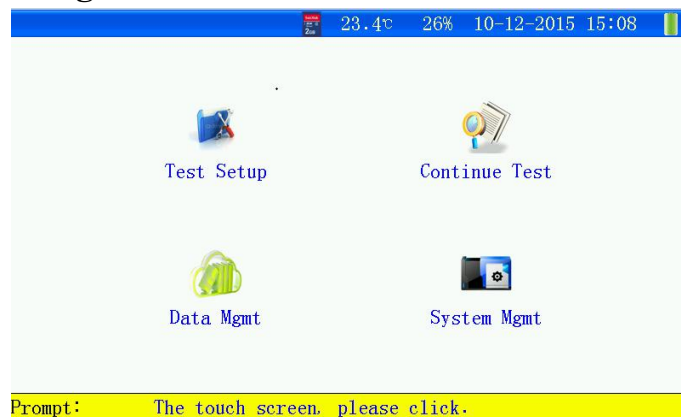 23.4℃ 26% 10-12-2015 15:08
Test Setup Continue Test
Data Mgmt System Mgmt
Prompt: The touch screen, please click.